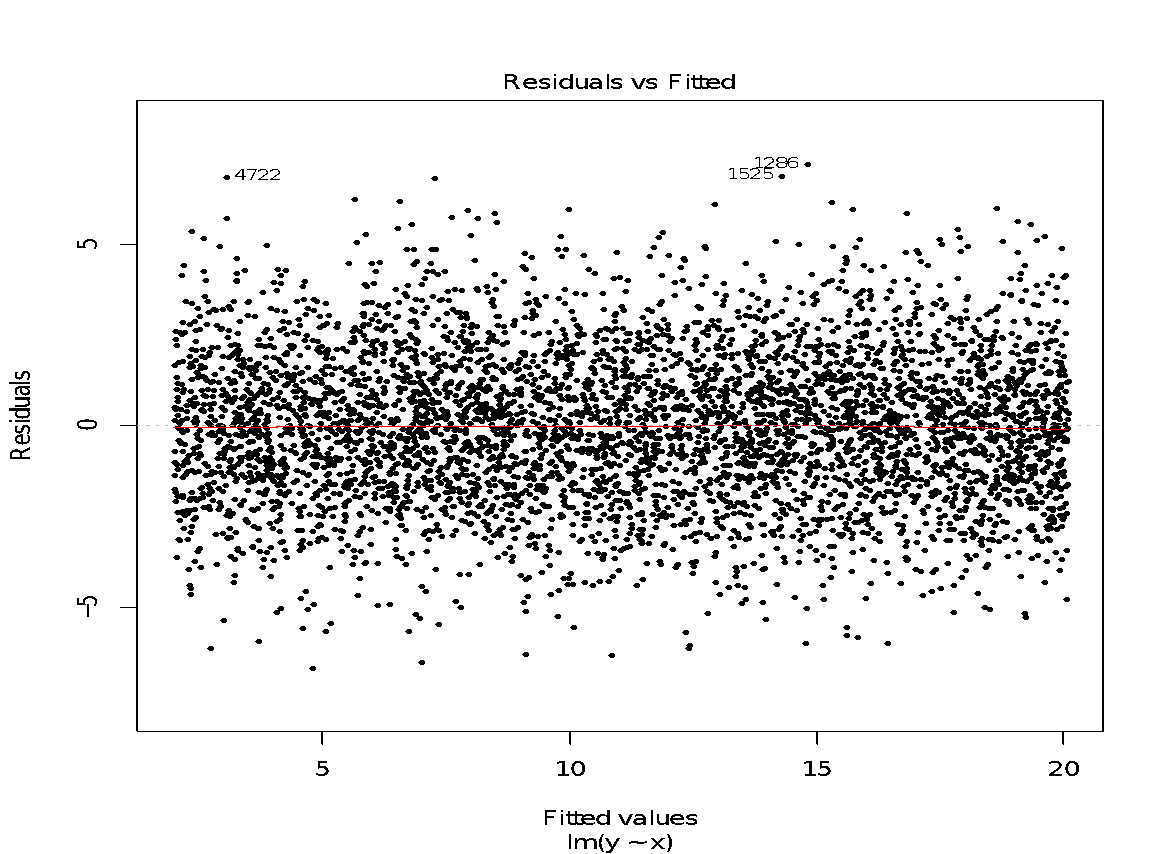 Residuals vs Fitted
1286
4722
1525
5
0
−5
Residuals
5
10
15
20
Fitted values
lm(y ~ x)